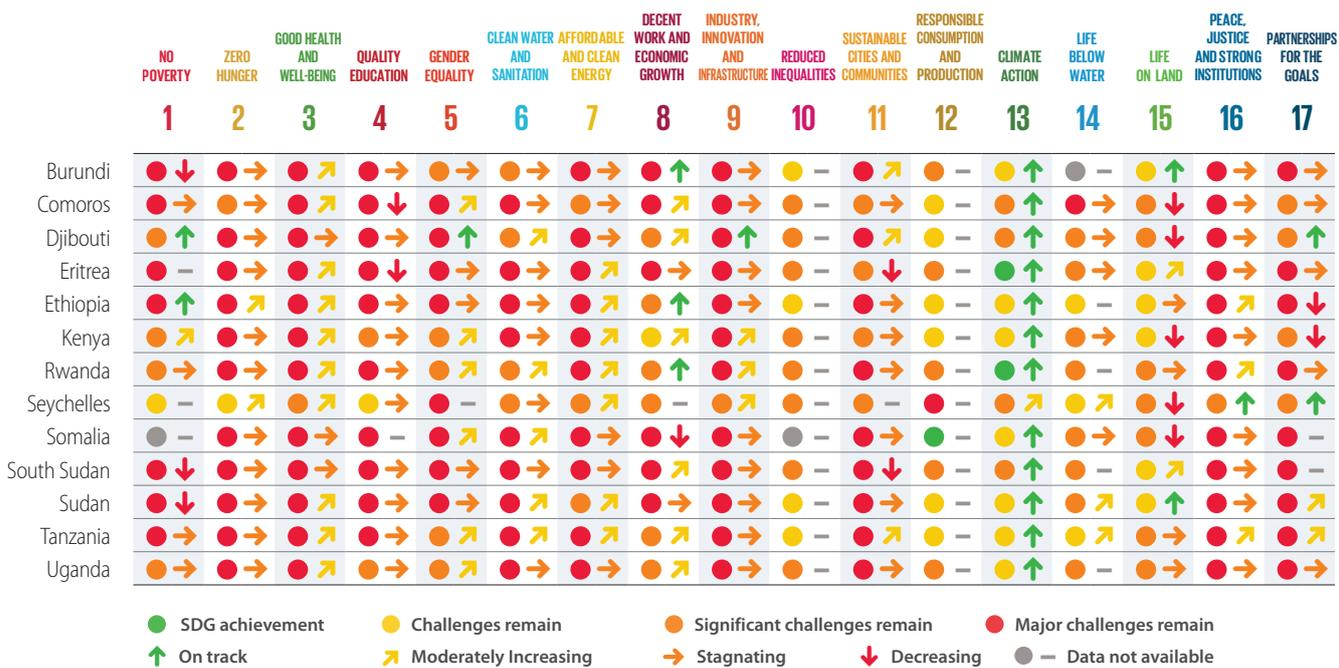 NO
POVERTY
ZERO
HUNGER
GOOD HEALTH
AND
WELL-BEING
QUALITY
EDUCATION
GENDER
EQUALITY
CLEAN WATER
AND
SANITATION
AFFORDABLE
AND CLEAN
ENERGY
DECENT
WORK AND
ECONOMIC
GROWTH
INDUSTRY,
INNOVATION
AND
INFRASTRUCTURE
REDUCED
INEQUALITIES
SUSTAINABLE
CITIES AND
COMMUNITIES
RESPONSIBLE
CONSUMPTION
AND
PRODUCTION
CLIMATE
ACTION
LIFE
BELOW
WATER
LIFE
ON LAND
PEACE,
JUSTICE
AND STRONG
INSTITUTIONS
PARTNERSHIPS
FOR THE
GOALS
1 2 3 4 5 6 7 8 9 10 11 12 13 14 15 16 17
Burundi
Comoros
Djibouti
Eritrea
Ethiopia
Kenya
Rwanda
Seychelles
Somalia
South Sudan
Sudan
Tanzania
Uganda
SDG achievement Challenges remain Significant challenges remain Major challenges remain
On track Moderately Increasing Stagnating Decreasing Data not available